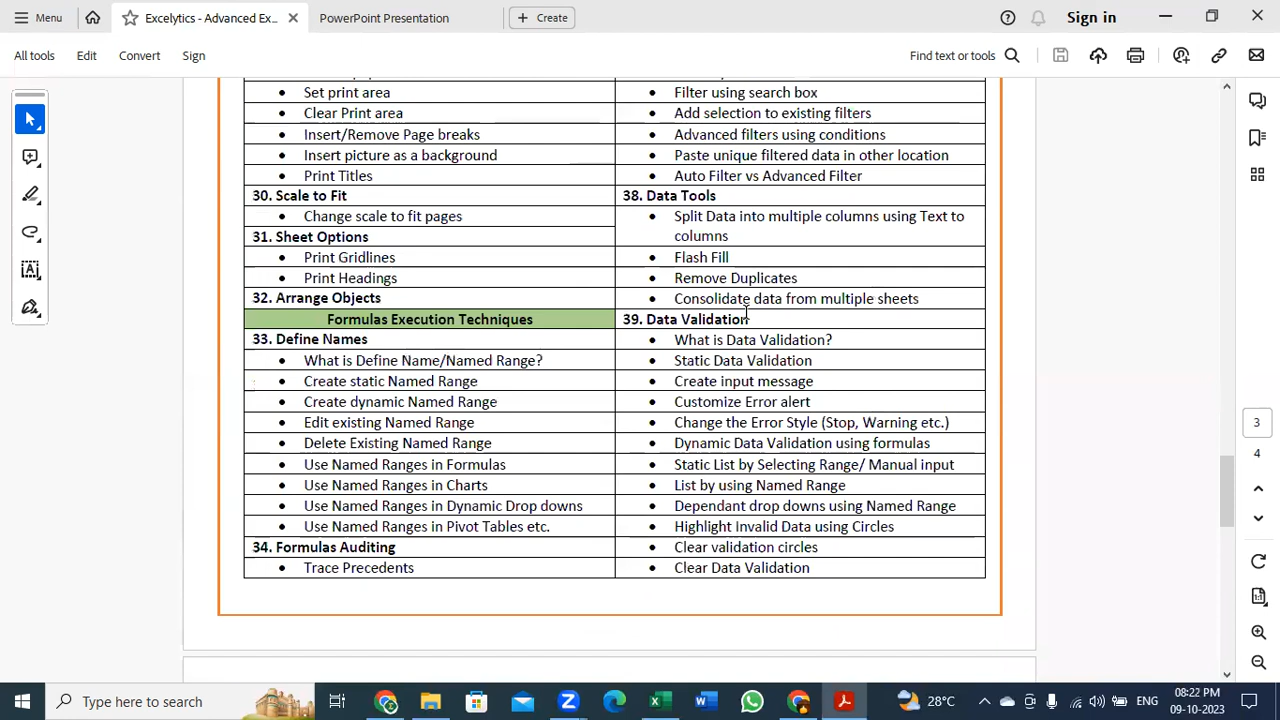 Menu
Excelytics - Advanced Ex...
PowerPoint Presentation
Create
Sign in
All tools
Edit
Convert
Sign
Find text or tools
Set print area
Clear Print area
Insert/Remove Page breaks
Insert picture as a background
Print Titles
30. Scale to Fit
Change scale to fit pages
31. Sheet Options
Print Gridlines
Print Headings
32. Arrange Objects
Formulas Execution Techniques
33. Define Names
What is Define Name/Named Range?
Create static Named Range
Create dynamic Named Range
Edit existing Named Range
Delete Existing Named Range
Use Named Ranges in Formulas
Use Named Ranges in Charts
Use Named Ranges in Dynamic Drop downs
Use Named Ranges in Pivot Tables etc.
34. Formulas Auditing
Trace Precedents
Filter using search box
Add selection to existing filters
Advanced filters using conditions
Paste unique filtered data in other location
Auto Filter vs Advanced Filter
38. Data Tools
Split Data into multiple columns using Text to
columns
Flash Fill
Remove Duplicates
Consolidate data from multiple sheets
39. Data Validation
What is Data Validation?
Static Data Validation
Create input message
Customize Error alert
Change the Error Style (Stop, Warning etc.)
Dynamic Data Validation using formulas
Static List by Selecting Range/ Manual input
List by using Named Range
Dependant drop downs using Named Range
Highlight Invalid Data using Circles
Clear validation circles
Clear Data Validation
3
4
Type here to search
28°C
ENG
08:22 PM
09-10-2023